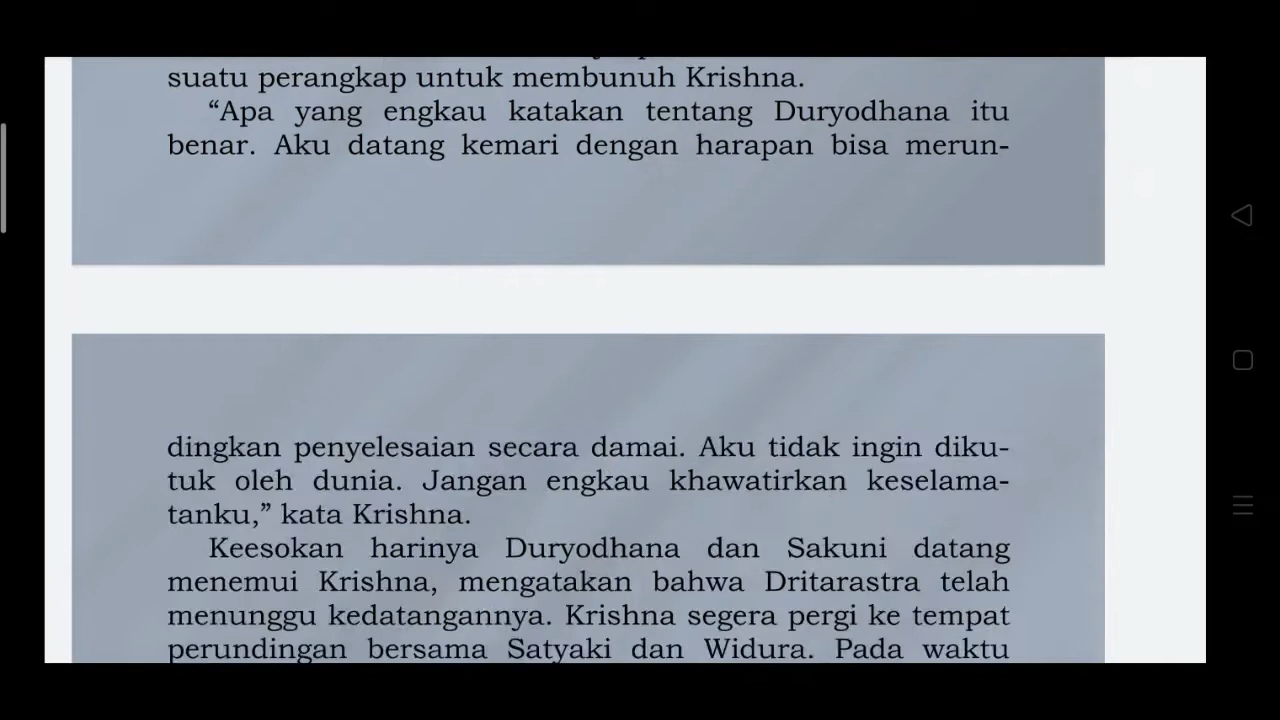 suatu perangkap untuk membunuh Krishna.
“Apa yang engkau katakan tentang Duryodhana itu
benar. Aku datang kemari dengan harapan bisa merun-
dingkan penyelesaian secara damai. Aku tidak ingin diku-
tuk oleh dunia. Jangan engkau khawatirkan keselama-
tanku,” kata Krishna.
Keesokan harinya Duryodhana dan Sakuni datang
menemui Krishna, mengatakan bahwa Dritarastra telah
menunggu kedatangannya. Krishna segera pergi ke tempat
perundingan bersama Satyaki dan Widura. Pada waktu